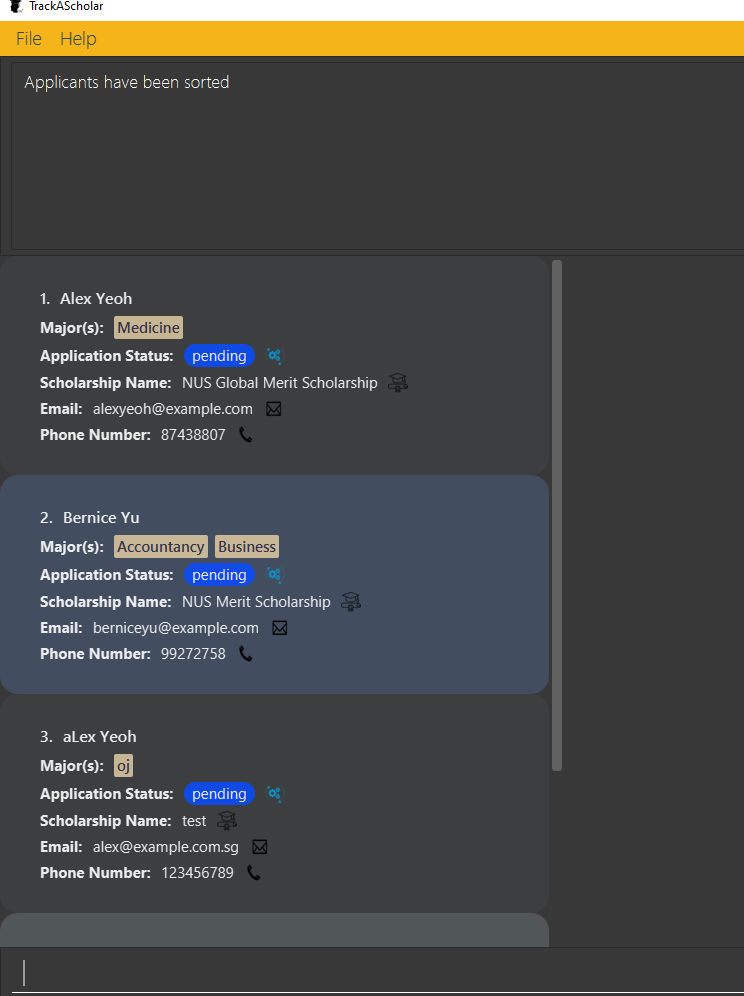 TrackAScholar
File Help
Applicants have been sorted
1. Alex Yeoh
Major(s): Medicine
Application Status: pending
Scholarship Name: NUS Global Merit Scholarship
Email: alexyeoh@example.com
Phone Number: 87438807
2. Bernice Yu
Major(s): Accountancy Business
Application Status: pending
Scholarship Name: NUS Merit Scholarship
Email: berniceyu@example.com
Phone Number: 99272758
3. aLex Yeoh
Major(s): oj
Application Status: pending
Scholarship Name: test
Email: alex@example.com.sg
Phone Number: 123456789